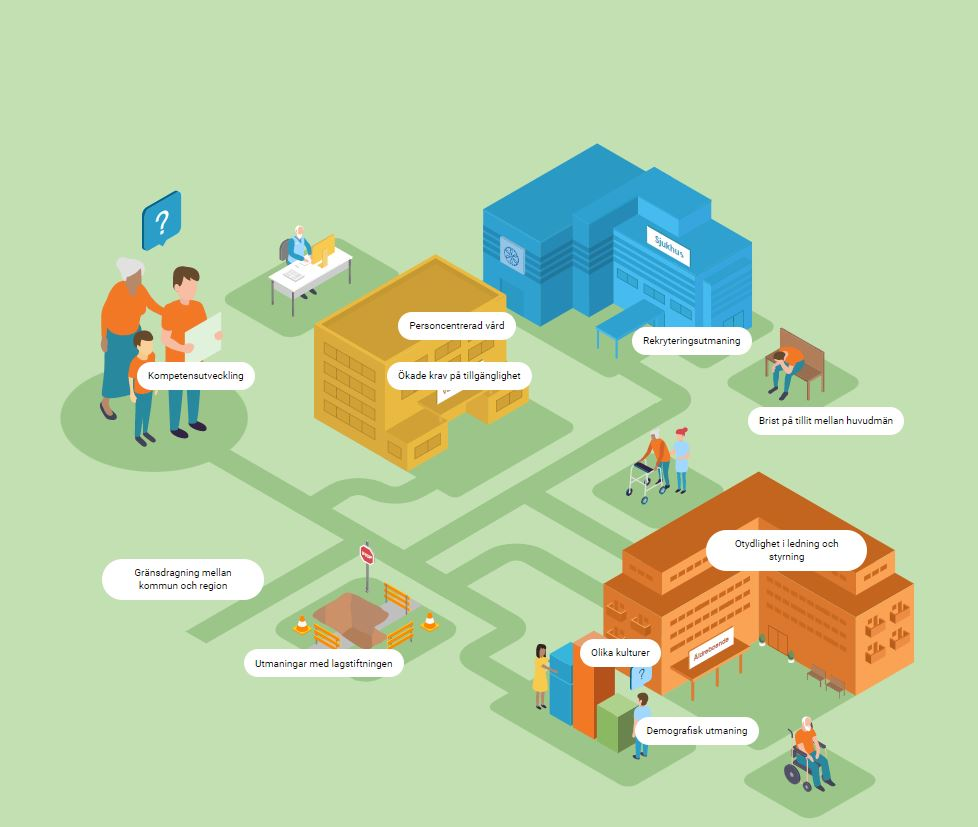 Sjukhus
Personcentrerad vård
Rekryteringsutmaning
Kompetensutveckling
Ökade krav på tillgänglighet
Brist på tillit mellan huvudmän
Otydlighet i ledning och
styrning
Gränsdragning mellan
kommun och region
Äldreboende
Olika kulturer
Utmaningar med lagstiftningen
?
?
Demografisk utmaning